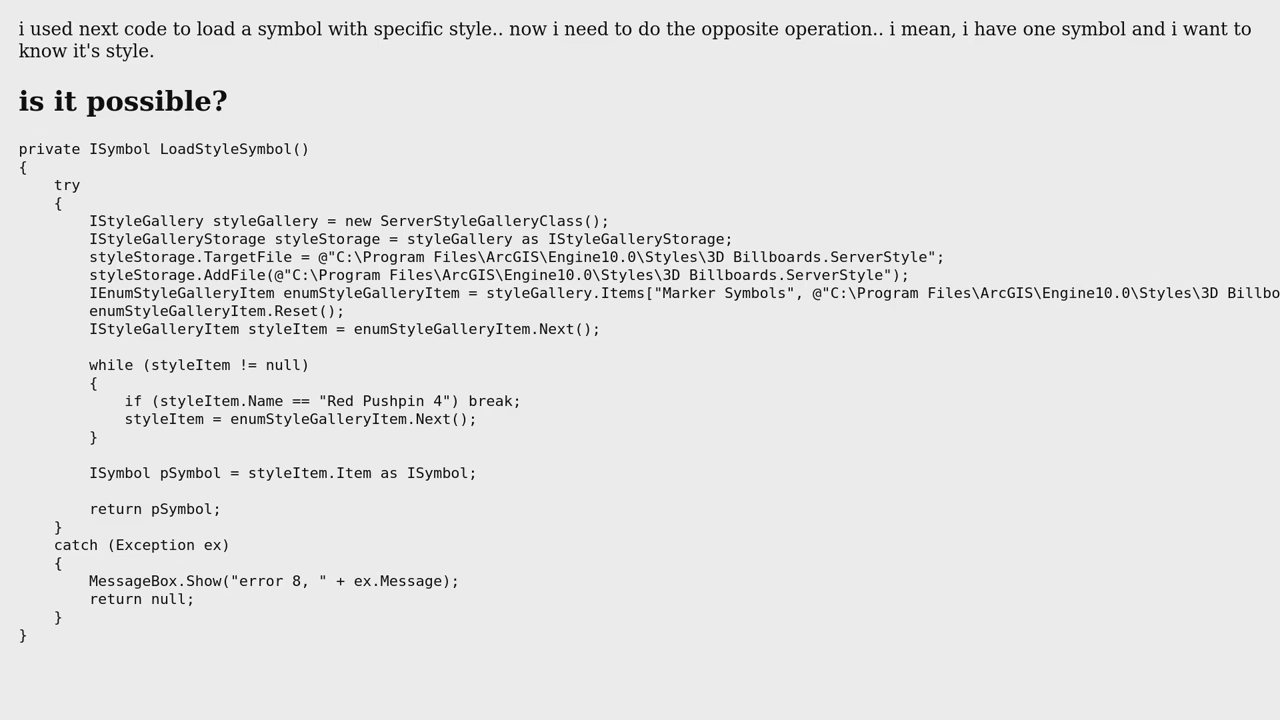 i used next code to load a symbol with specific style.. now i need to do the opposite operation.. i mean, i have one symbol and i want to
know it's style.
is it possible?
private ISymbol LoadStyleSymbol()
{
    try
    {
        IStyleGallery styleGallery = new ServerStyleGalleryClass();
        IStyleGalleryStorage styleStorage = styleGallery as IStyleGalleryStorage;
        styleStorage.TargetFile = @"C:\Program Files\ArcGIS\Engine10.0\Styles\3D Billboards.ServerStyle";
        styleStorage.AddFile(@"C:\Program Files\ArcGIS\Engine10.0\Styles\3D Billboards.ServerStyle");
        IEnumStyleGalleryItem enumStyleGalleryItem = styleGallery.Items["Marker Symbols", @"C:\Program Files\ArcGIS\Engine10.0\Styles\3D Billbo
        enumStyleGalleryItem.Reset();
        IStyleGalleryItem styleItem = enumStyleGalleryItem.Next();
        while (styleItem != null)
        {
            if (styleItem.Name == "Red Pushpin 4") break;
            styleItem = enumStyleGalleryItem.Next();
        }
        ISymbol pSymbol = styleItem.Item as ISymbol;
        return pSymbol;
    }
    catch (Exception ex)
    {
        MessageBox.Show("error 8, " + ex.Message);
        return null;
    }
}